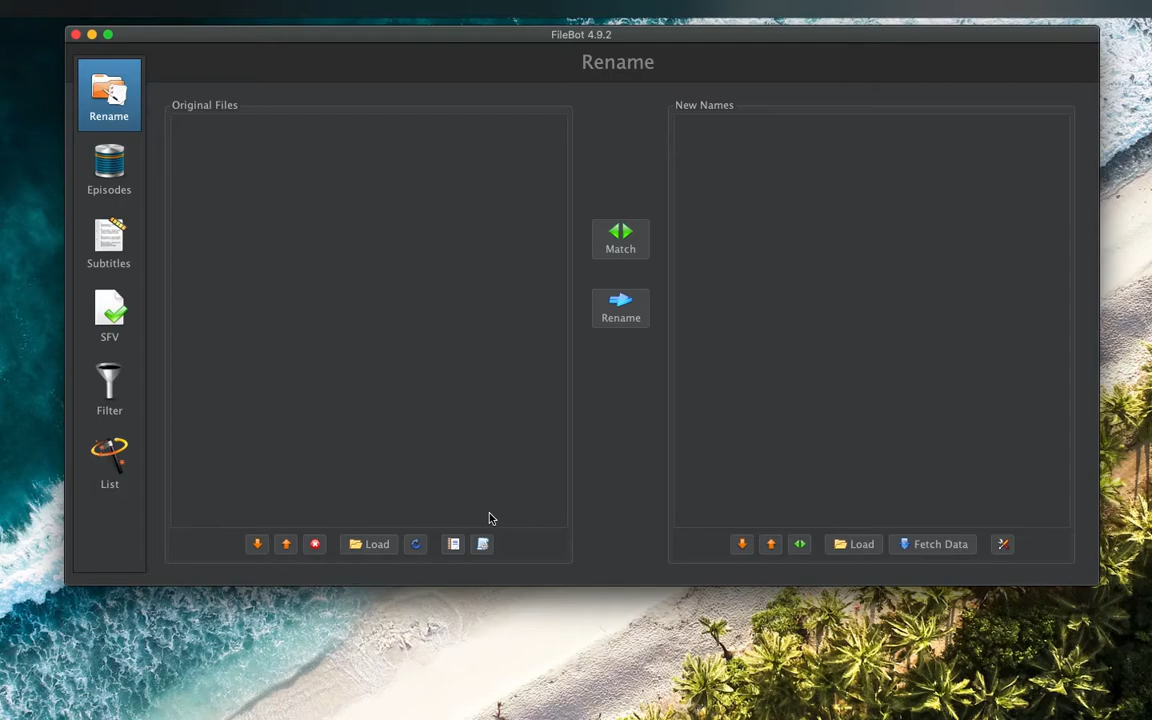 FileBot 4.9.2
Rename
Rename
Episodes
Subtitles
SFV
Filter
List
Original Files
Load
Match
Rename
New Names
Load
Fetch Data